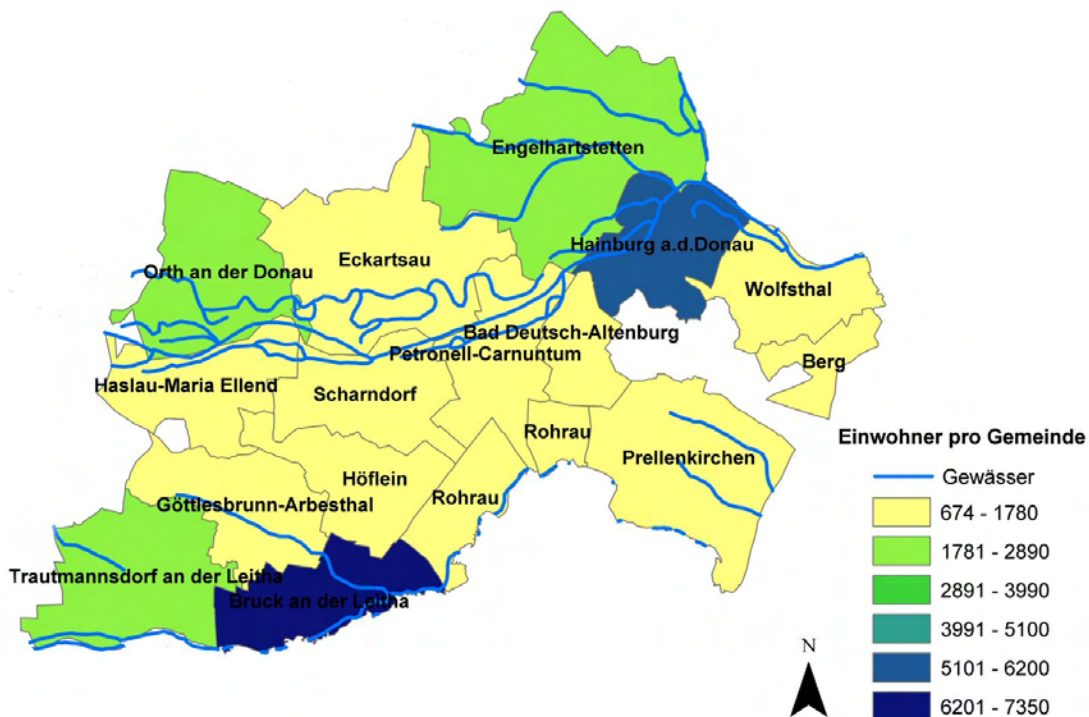 Engelhartstetten
Hainburg a.d.Donau
Eckartsau
Orth an der Donau
Wolfsthal
Bad Deutsch-Altenburg
Petronell-Carnuntum
Berg
Haslau-Maria Ellend
Scharndorf
Rohrau
Prellenkirchen
Höflein
Rohrau
Göttlesbrunn-Arbesthal
Trautmannsdorf an der Leitha
Bruck an der Leitha
Einwohner pro Gemeinde
Gewässer
674 - 1780
1781 - 2890
2891 - 3990
3991 - 5100
5101 - 6200
6201 - 7350
N